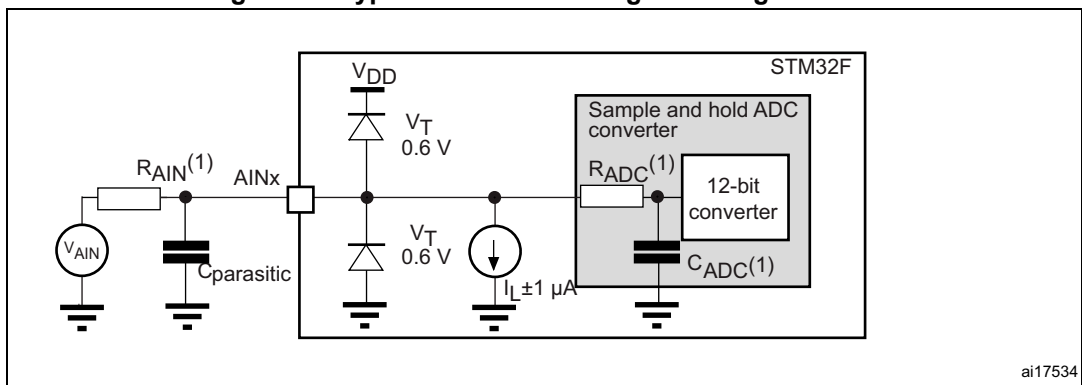 STM32F
VDD
Sample and hold ADC
converter
VT
0.6 V
RAIN(1)
AINx
RADC(1)
12-bit
converter
VAIN
Cparasitic
VT
0.6 V
IL±1 µA
CADC(1)
ai17534